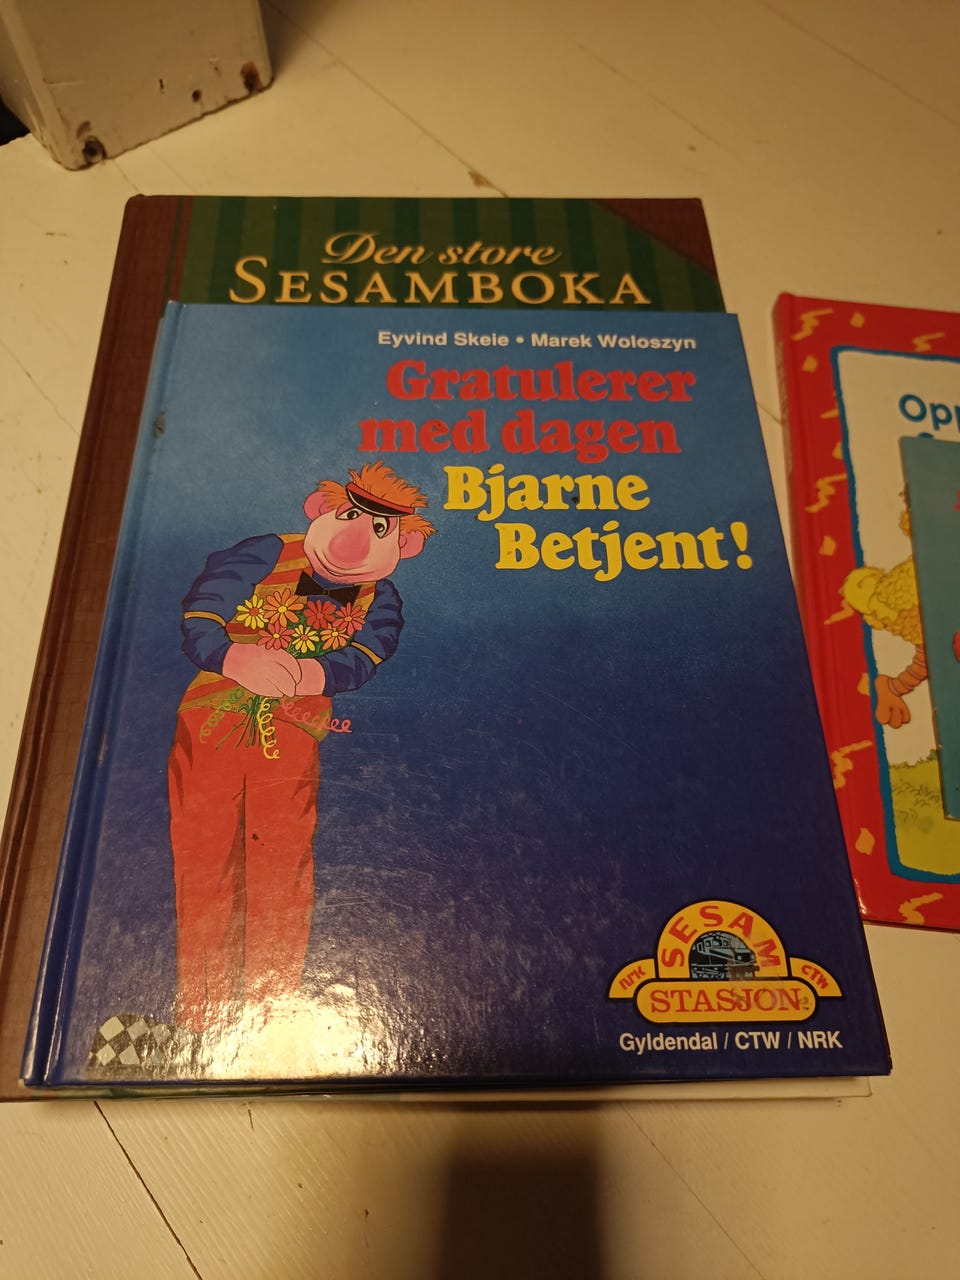 Den store
SESAMBOKA
Eyvind Skeie • Marek Woloszyn
Gratulerer
med dagen
Bjarne
Betjent!
SESAM
NRK
CTW
STASJON
Gyldendal / CTW / NRK